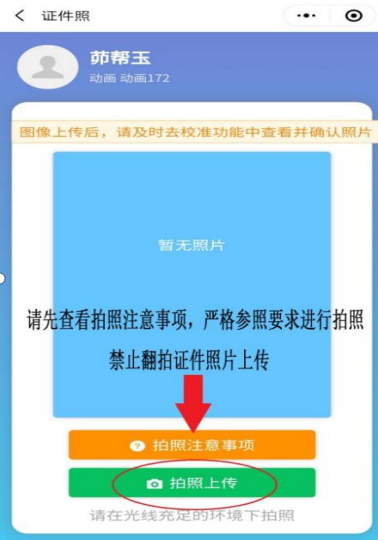 证件照
茆帮玉
动画 动画172
图像上传后，请及时去校准功能中查看并确认照片
暂无照片
请先查看拍照注意事项，严格参照要求进行拍照
禁止翻拍证件照片上传
拍照注意事项
拍照上传
请在光线充足的环境下拍照